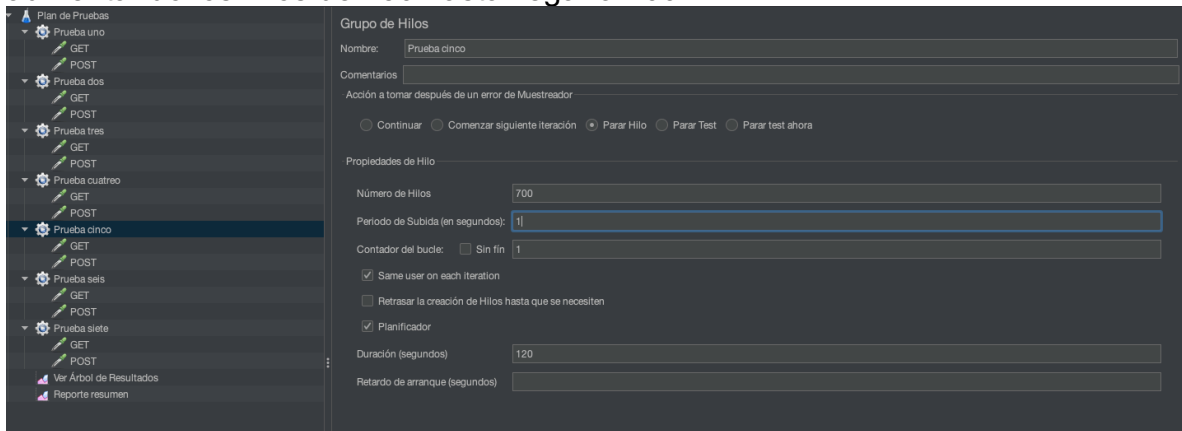 Plan de Pruebas
Prueba uno
GET
POST
Prueba dos
GET
POST
Prueba tres
GET
POST
Prueba cuatreo
GET
POST
Prueba cinco
GET
POST
Prueba seis
GET
POST
Prueba siete
GET
POST
Ver Árbol de Resultados
Reporte resumen
Grupo de Hilos
Nombre: Prueba cinco
Comentarios
Acción a tomar después de un error de Muestreador
Continuar Comenzar siguiente iteración Parar Hilo Parar Test Parar test ahora
Propiedades de Hilo
Número de Hilos 700
Periodo de Subida (en segundos): 1
Contador del bucle: Sin fín 1
Same user on each iteration
Retrasar la creación de Hilos hasta que se necesiten
Planificador
Duración (segundos) 120
Retardo de arranque (segundos)